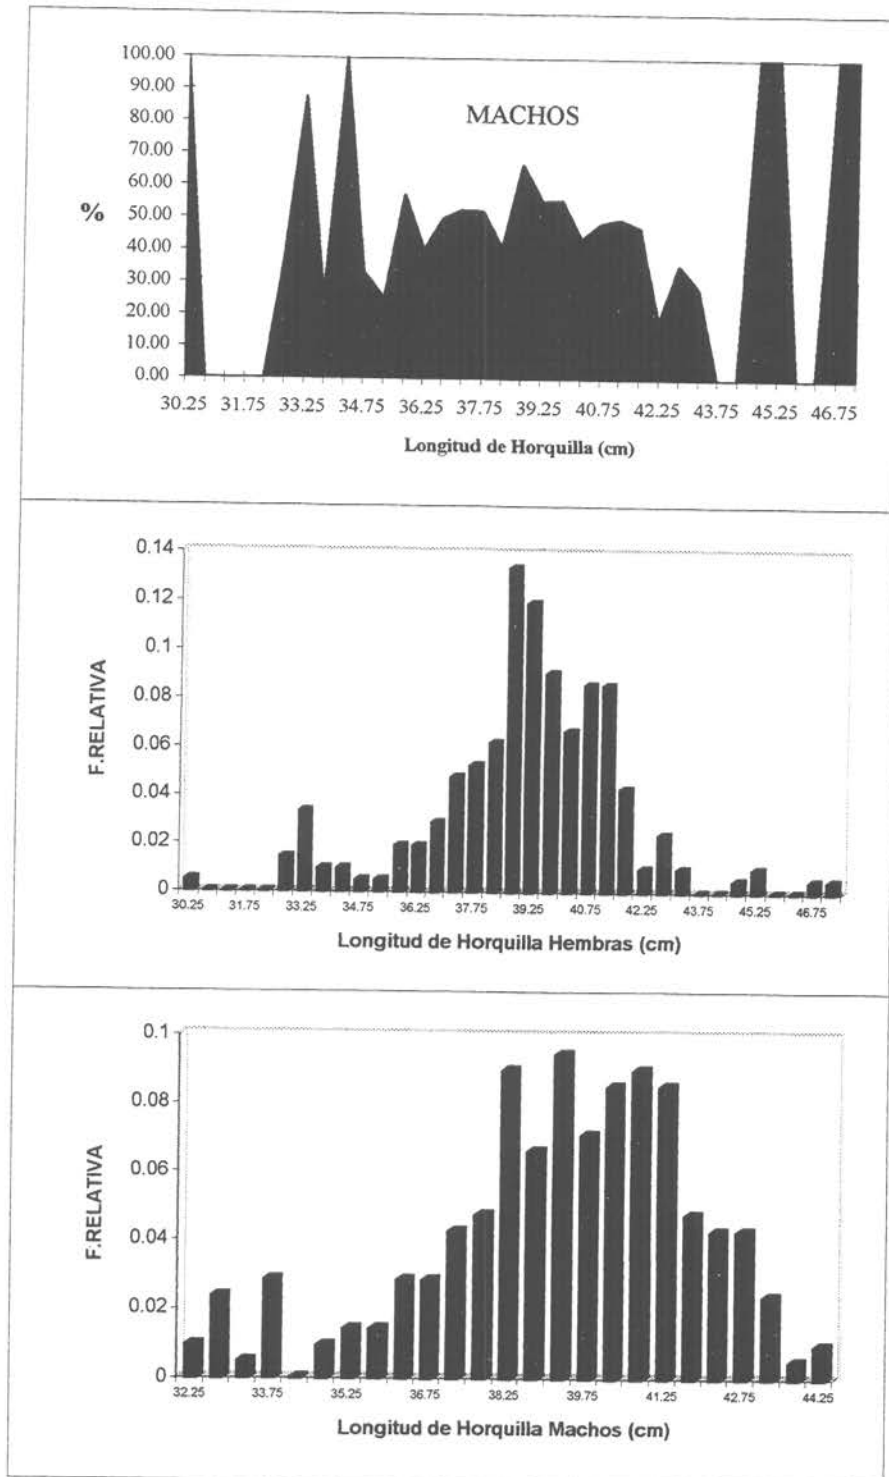 100.00
90.00
80.00
70.00
60.00
50.00
40.00
30.00
20.00
10.00
0.00
%
MACHOS
30.25 31.75 33.25 34.75 36.25 37.75 39.25 40.75 42.25 43.75 45.25 46.75
Longitud de Horquilla (cm)
0.14
0.12
0.1
0.08
0.06
0.04
0.02
0
F.RELATIVA
30.25 31.75 33.25 34.75 36.25 37.75 39.25 40.75 42.25 43.75 45.25 46.75
Longitud de Horquilla Hembras (cm)
0.1
0.08
0.06
0.04
0.02
0
F.RELATIVA
32.25 33.75 35.25 36.75 38.25 39.75 41.25 42.75 44.25
Longitud de Horquilla Machos (cm)